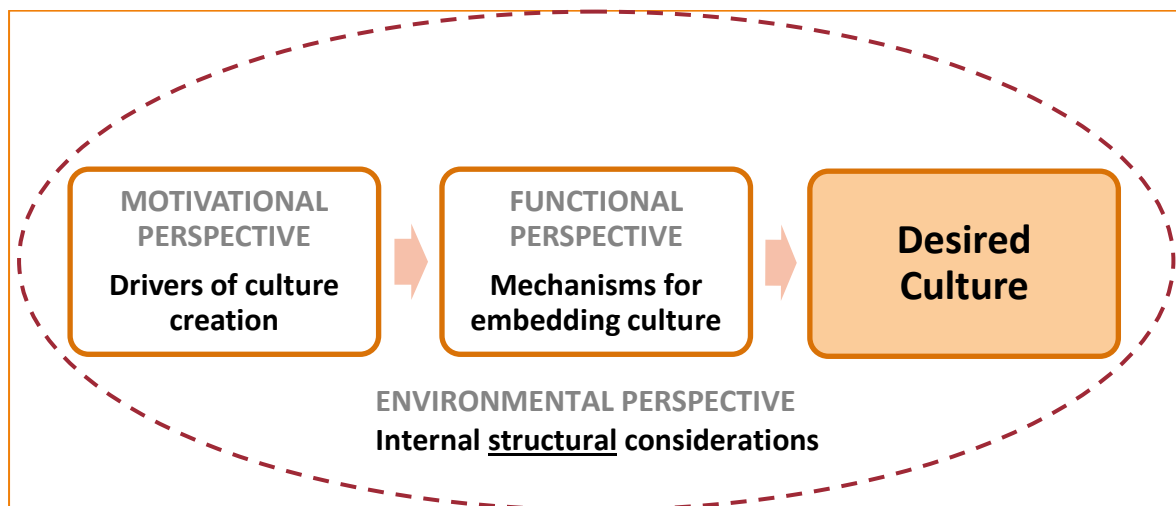 MOTIVATIONAL
PERSPECTIVE
Drivers of culture
creation
FUNCTIONAL
PERSPECTIVE
Mechanisms for
embedding culture
Desired
Culture
ENVIRONMENTAL PERSPECTIVE
Internal structural considerations